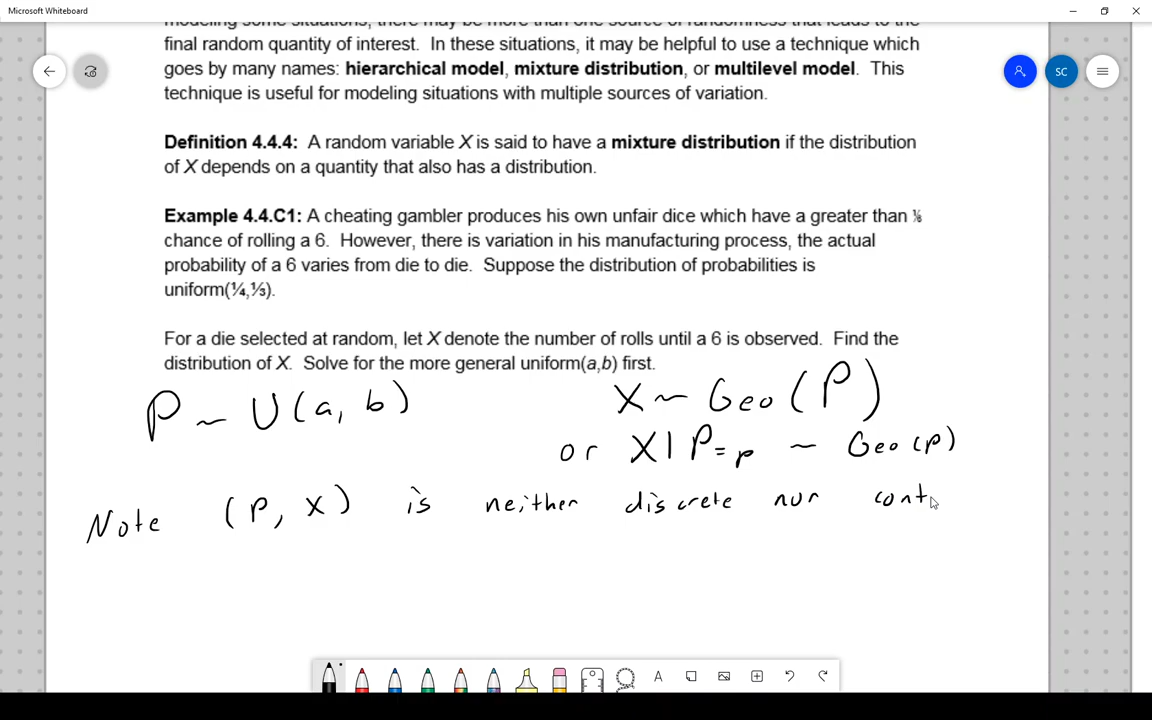 Microsoft Whiteboard
modeling some situations, there may be more than one source of randomness that leads to the
final random quantity of interest. In these situations, it may be helpful to use a technique which
goes by many names: hierarchical model, mixture distribution, or multilevel model. This
technique is useful for modeling situations with multiple sources of variation.
SC
Definition 4.4.4: A random variable X is said to have a mixture distribution if the distribution
of X depends on a quantity that also has a distribution.
Example 4.4.C1: A cheating gambler produces his own unfair dice which have a greater than ⅙
chance of rolling a 6. However, there is variation in his manufacturing process, the actual
probability of a 6 varies from die to die. Suppose the distribution of probabilities is
uniform(¼,⅓).
For a die selected at random, let X denote the number of rolls until a 6 is observed. Find the
distribution of X. Solve for the more general uniform(a,b) first.
P ~ U(a, b) X ~ Geo(P)
or X|P=p ~ Geo(p)
Note (P, X) is neither discrete nor cont
A